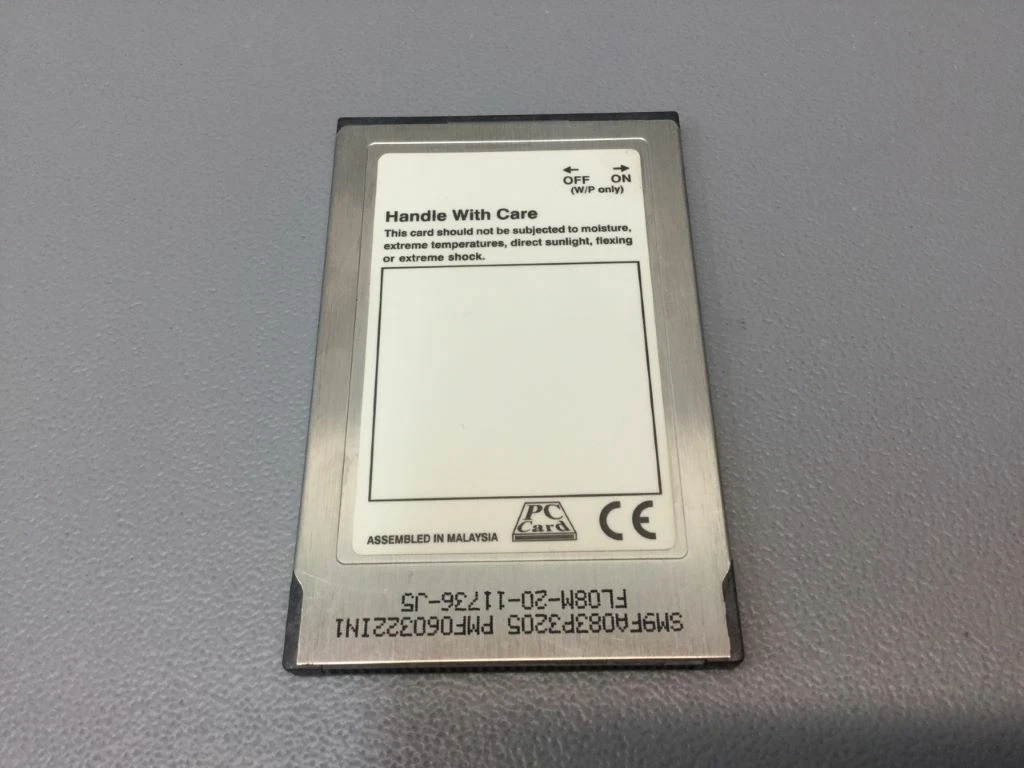 ← →
OFF ON
(W/P only)
Handle With Care
This card should not be subjected to moisture,
extreme temperatures, direct sunlight, flexing
or extreme shock.
ASSEMBLED IN MALAYSIA
PC
Card
CE
SM9FA083P3205 PMF060322IN1
FL08M-20-11736-J5